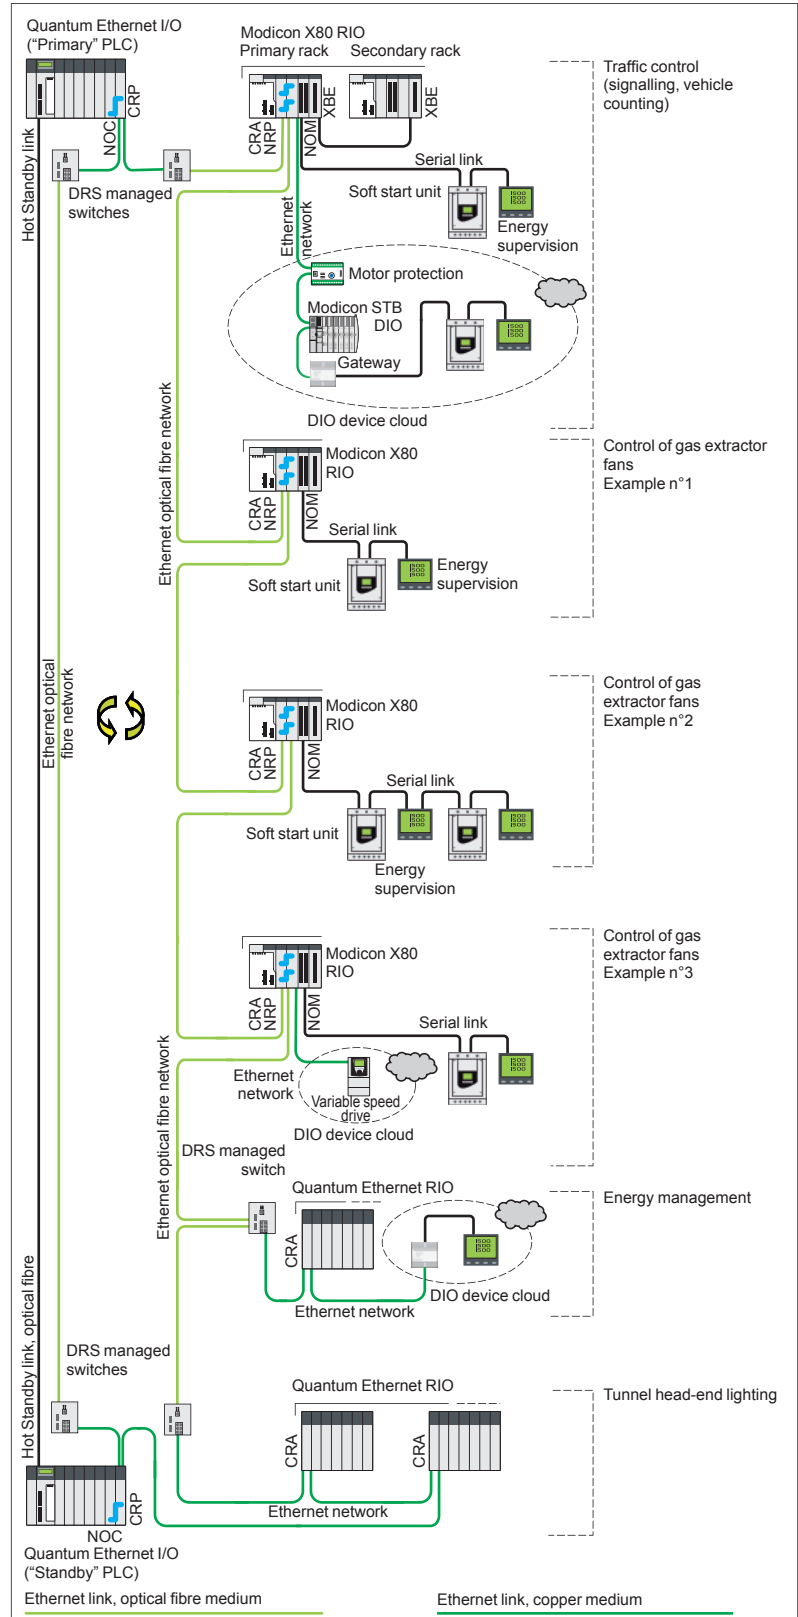 Quantum Ethernet I/O
("Primary" PLC)
Modicon X80 RIO
Primary rack
Secondary rack
Traffic control
(signalling, vehicle
counting)
Hot Standby link
NOC
CRP
CRA
NRP
NOM
XBE
XBE
DRS managed
switches
Serial link
Soft start unit
Energy
supervision
Ethernet
network
Motor protection
Modicon STB
DIO
Gateway
DIO device cloud
Ethernet optical fibre network
Modicon X80
RIO
Control of gas extractor
fans
Example n°1
CRA
NRP
NOM
Serial link
Soft start unit
Energy
supervision
Ethernet optical
fibre network
Modicon X80
RIO
Control of gas
extractor fans
Example n°2
CRA
NRP
NOM
Serial link
Soft start unit
Energy
supervision
Modicon X80
RIO
Control of gas
extractor fans
Example n°3
CRA
NRP
NOM
Serial link
Ethernet
network
Variable speed
drive
DIO device cloud
Ethernet optical fibre network
DRS managed
switch
Quantum Ethernet RIO
Energy management
CRA
DIO device cloud
Ethernet network
Hot Standby link, optical fibre
DRS managed
switches
Quantum Ethernet RIO
Tunnel head-end lighting
CRA
CRA
Ethernet network
CRP
NOC
Quantum Ethernet I/O
("Standby" PLC)
Ethernet link, optical fibre medium
Ethernet link, copper medium